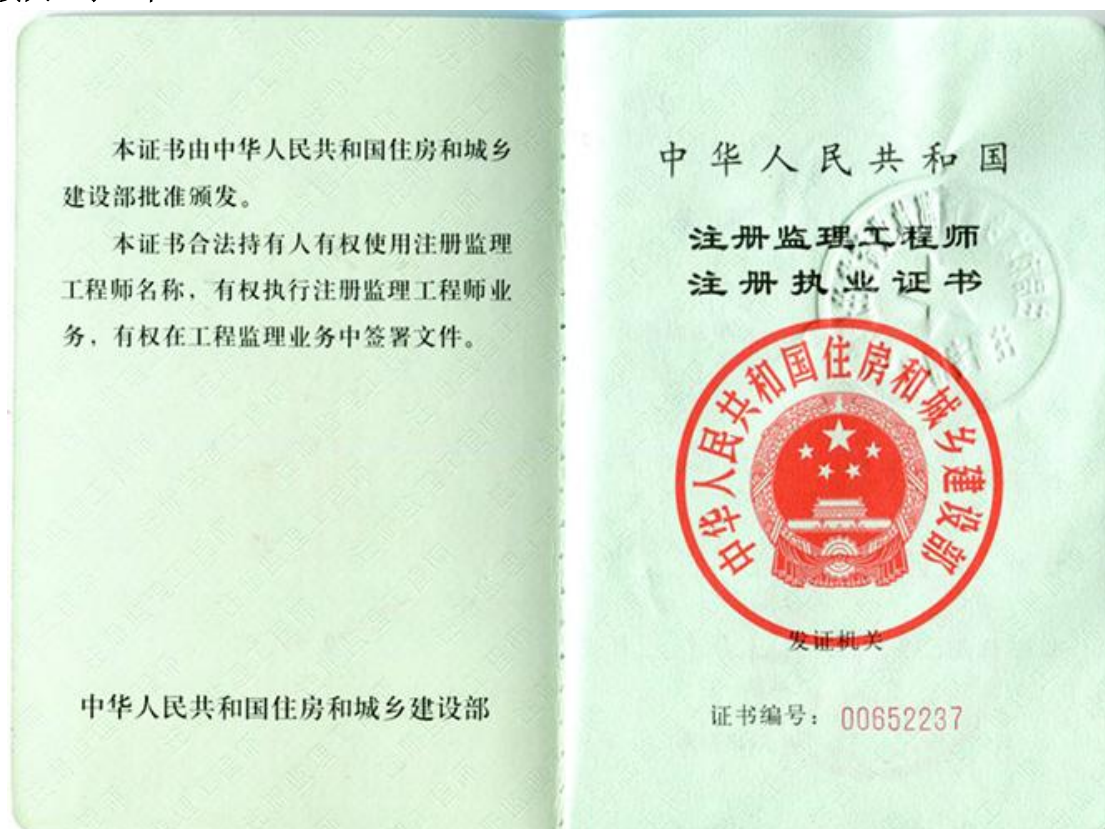 本证书由中华人民共和国住房和城乡
建设部批准颁发。
本证书合法持有人有权使用注册监理
工程师名称，有权执行注册监理工程师业
务，有权在工程监理业务中签署文件。
中华人民共和国住房和城乡建设部
中华人民共和国
注册监理工程师
注册执业证书
中华人民共和国住房和城乡建设部
发证机关
证书编号：00652237